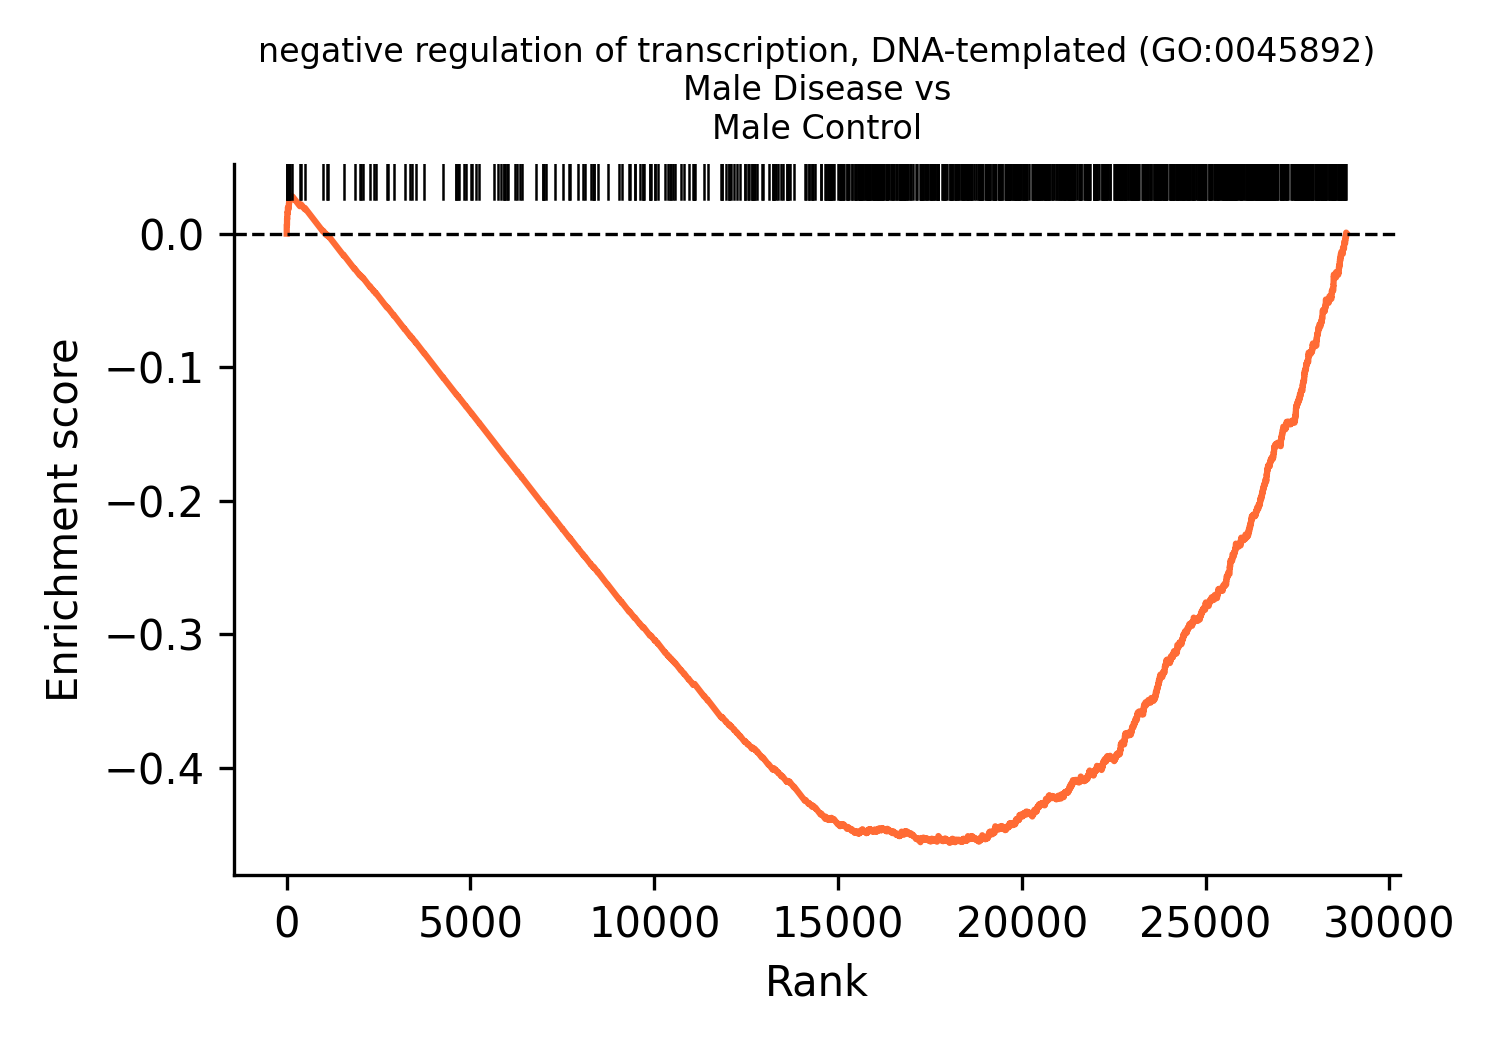 negative regulation of transcription, DNA-templated (GO:0045892)
Male Disease vs
Male Control
0.0
−0.1
−0.2
−0.3
−0.4
Enrichment score
0 5000 10000 15000 20000 25000 30000
Rank